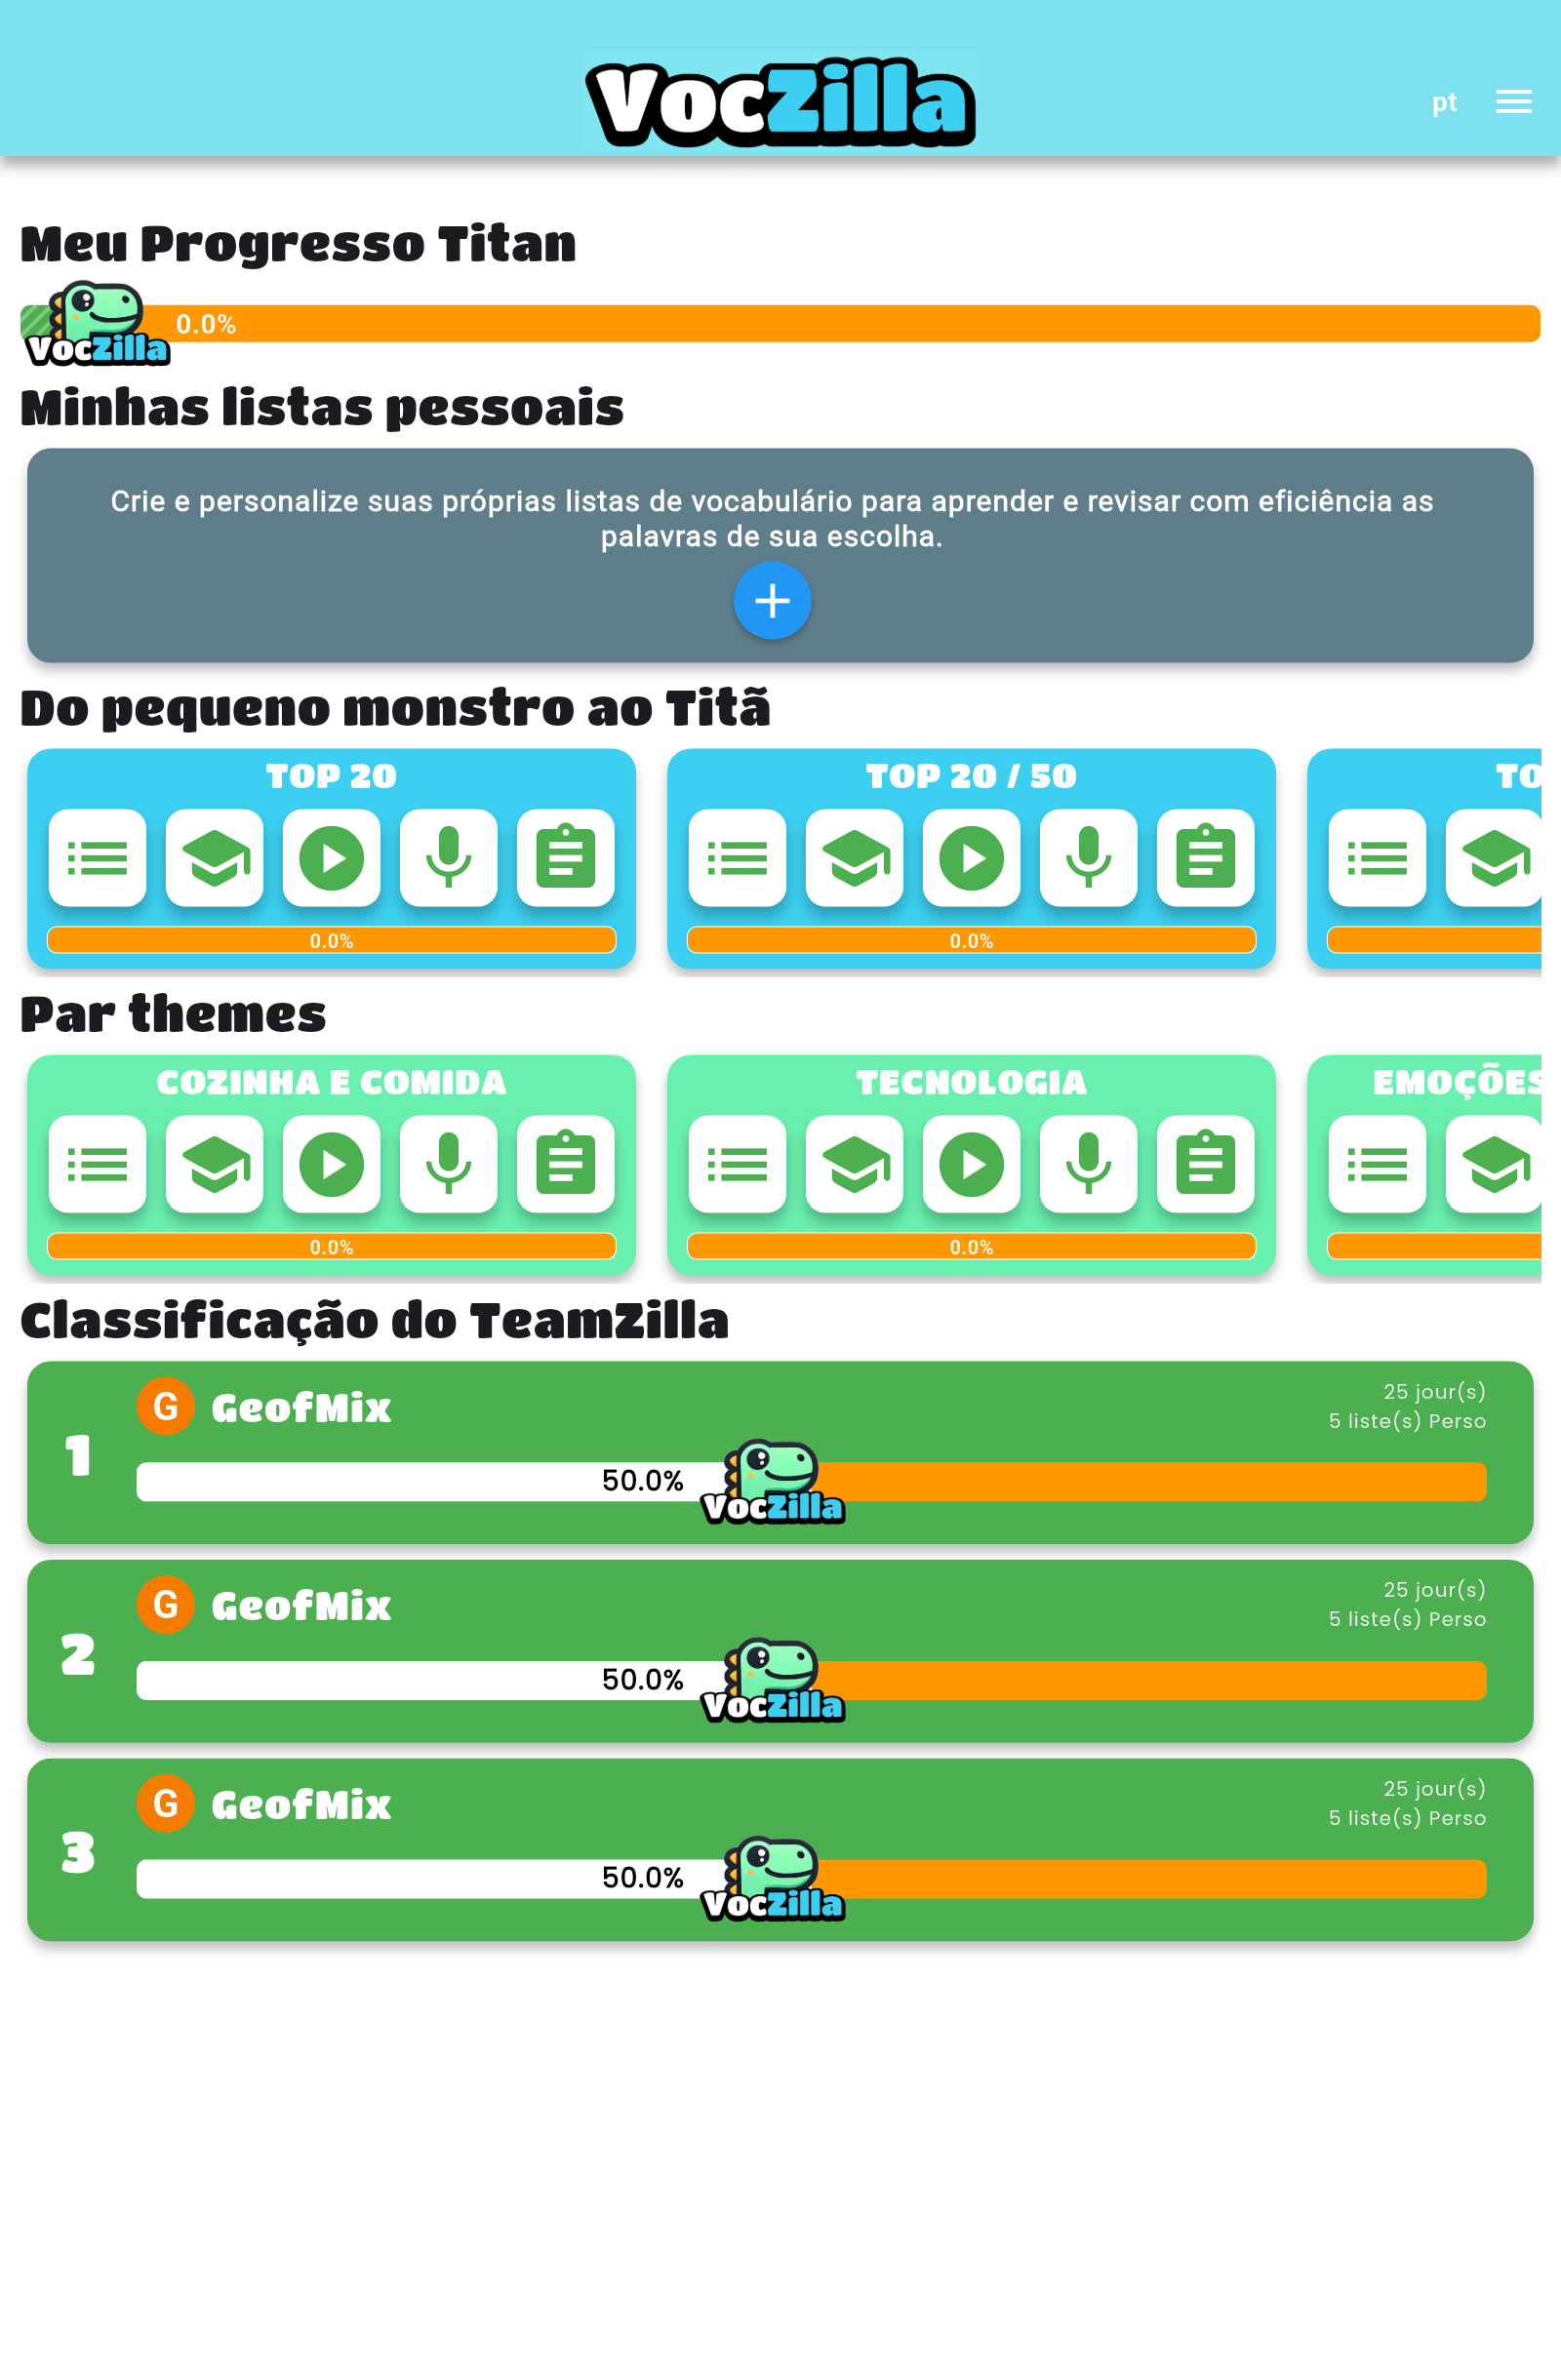 VocZilla
pt
Meu Progresso Titan
VocZilla
0.0%
Minhas listas pessoais
Crie e personalize suas próprias listas de vocabulário para aprender e revisar com eficiência as
palavras de sua escolha.
Do pequeno monstro ao Titã
TOP 20
TOP 20 / 50
TO
0.0%
0.0%
Par themes
COZINHA E COMIDA
TECNOLOGIA
EMOÇÕES
0.0%
0.0%
Classificação do TeamZilla
1
G
GeofMix
25 jour(s)
5 liste(s) Perso
50.0%
VocZilla
2
G
GeofMix
25 jour(s)
5 liste(s) Perso
50.0%
VocZilla
3
G
GeofMix
25 jour(s)
5 liste(s) Perso
50.0%
VocZilla